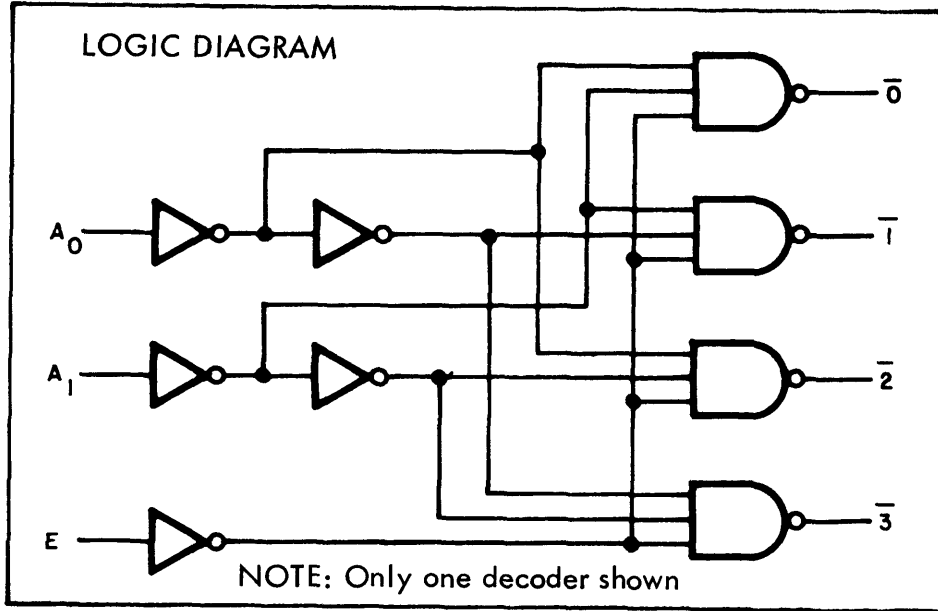 LOGIC DIAGRAM
0̅
A₀
1̅
A₁
2̅
E
3̅
NOTE: Only one decoder shown